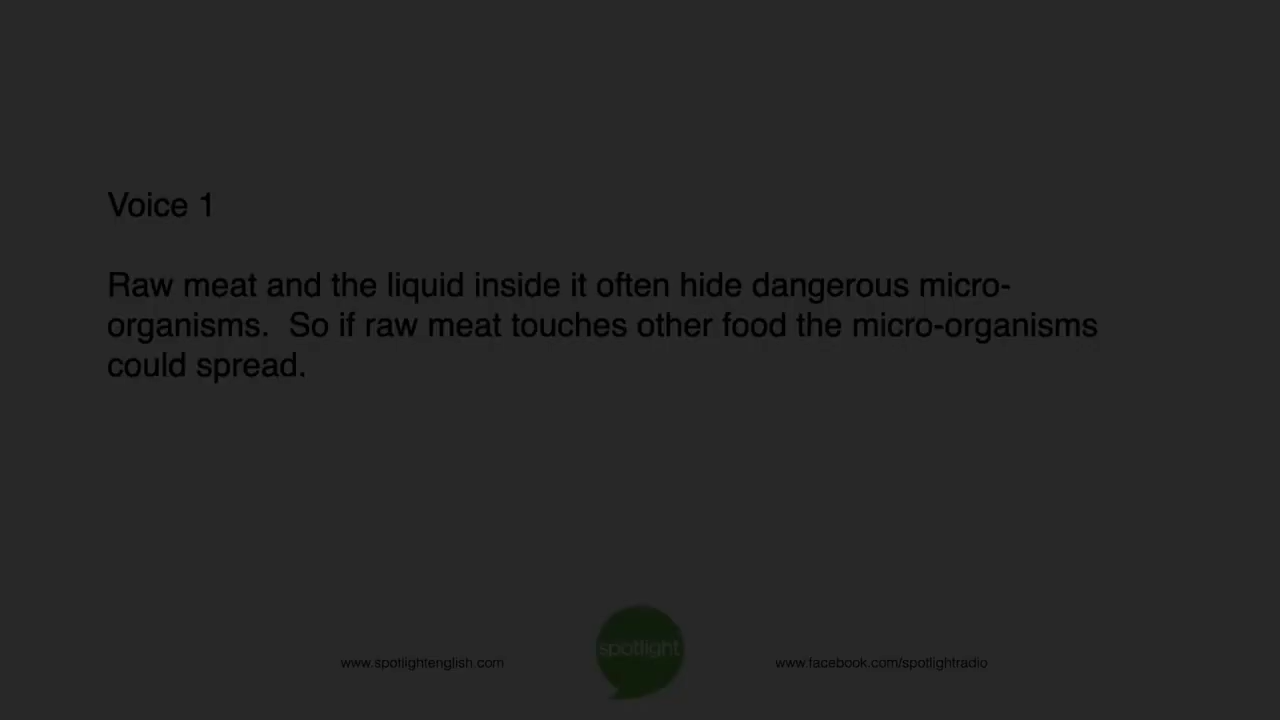 Voice 1
Raw meat and the liquid inside it often hide dangerous micro-
organisms.  So if raw meat touches other food the micro-organisms
could spread.
spotlight
www.spotlightenglish.com
www.facebook.com/spotlightradio